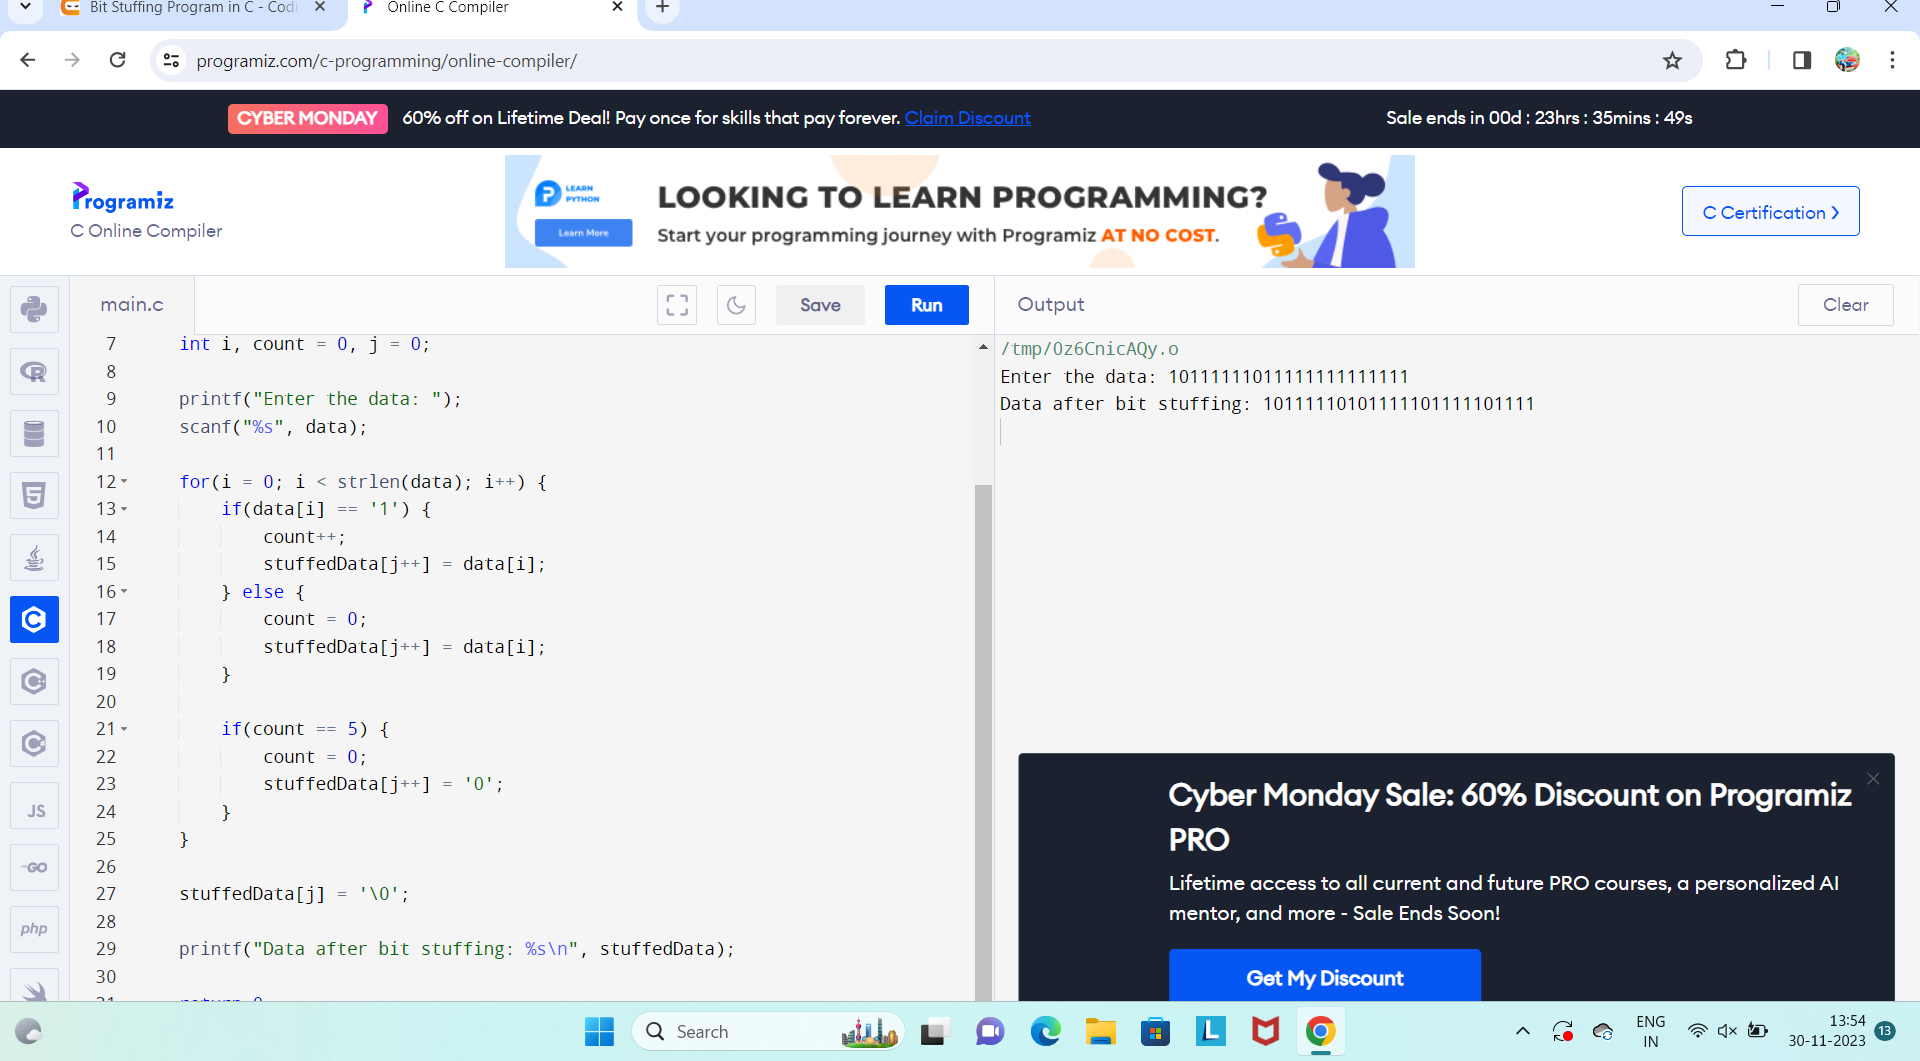 Bit Stuffing Program in C - Codi
Online C Compiler
programiz.com/c-programming/online-compiler/
CYBER MONDAY 60% off on Lifetime Deal! Pay once for skills that pay forever. Claim Discount Sale ends in 00d : 23hrs : 35mins : 49s
Programiz
C Online Compiler
LEARN PYTHON
Learn More
LOOKING TO LEARN PROGRAMMING?
Start your programming journey with Programiz AT NO COST.
C Certification >
main.c
Save
Run
Output
Clear
7 int i, count = 0, j = 0;
8
9 printf("Enter the data: ");
10 scanf("%s", data);
11
12 for(i = 0; i < strlen(data); i++) {
13 if(data[i] == '1') {
14 count++;
15 stuffedData[j++] = data[i];
16 } else {
17 count = 0;
18 stuffedData[j++] = data[i];
19 }
20
21 if(count == 5) {
22 count = 0;
23 stuffedData[j++] = '0';
24 }
25 }
26
27 stuffedData[j] = '\0';
28
29 printf("Data after bit stuffing: %s\n", stuffedData);
30
31 return 0
/tmp/0z6CnicAQy.o
Enter the data: 10111111011111111111111
Data after bit stuffing: 10111110101111101111101111
Cyber Monday Sale: 60% Discount on Programiz
PRO
Lifetime access to all current and future PRO courses, a personalized AI
mentor, and more - Sale Ends Soon!
Get My Discount
JS
GO
php
Search
ENG
IN
13:54
30-11-2023
13